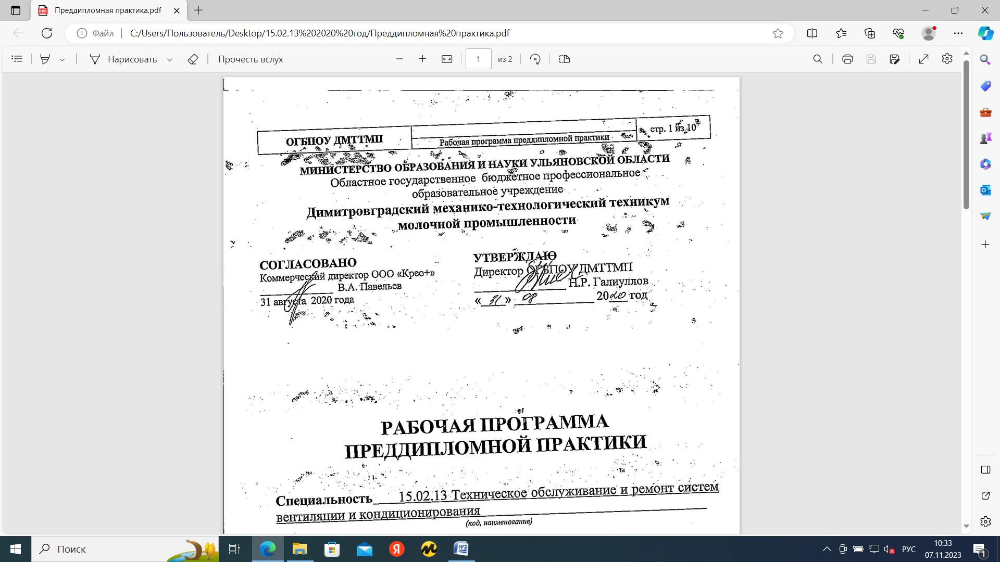 Преддипломная практика.pdf
Файл
C:/Users/Пользователь/Desktop/15.02.13%202020%20год/Преддипломная%20практика.pdf
Нарисовать
Прочесть вслух
1
из 2
ОГБПОУ ДМТТМП
Рабочая программа преддипломной практики
стр. 1 из 10
МИНИСТЕРСТВО ОБРАЗОВАНИЯ И НАУКИ УЛЬЯНОВСКОЙ ОБЛАСТИ
Областное государственное бюджетное профессиональное
образовательное учреждение
Димитровградский механико-технологический техникум
молочной промышленности
СОГЛАСОВАНО
Коммерческий директор ООО «Крео+»
______________ В.А. Павельев
31 августа 2020 года
УТВЕРЖДАЮ
Директор ОГБПОУ ДМТТМП
________________ Н.Р. Галиуллов
«31» 08 2020 год
РАБОЧАЯ ПРОГРАММА
ПРЕДДИПЛОМНОЙ ПРАКТИКИ
Специальность 15.02.13 Техническое обслуживание и ремонт систем
вентиляции и кондиционирования
(код, наименование)
Поиск
РУС
10:33
07.11.2023
1